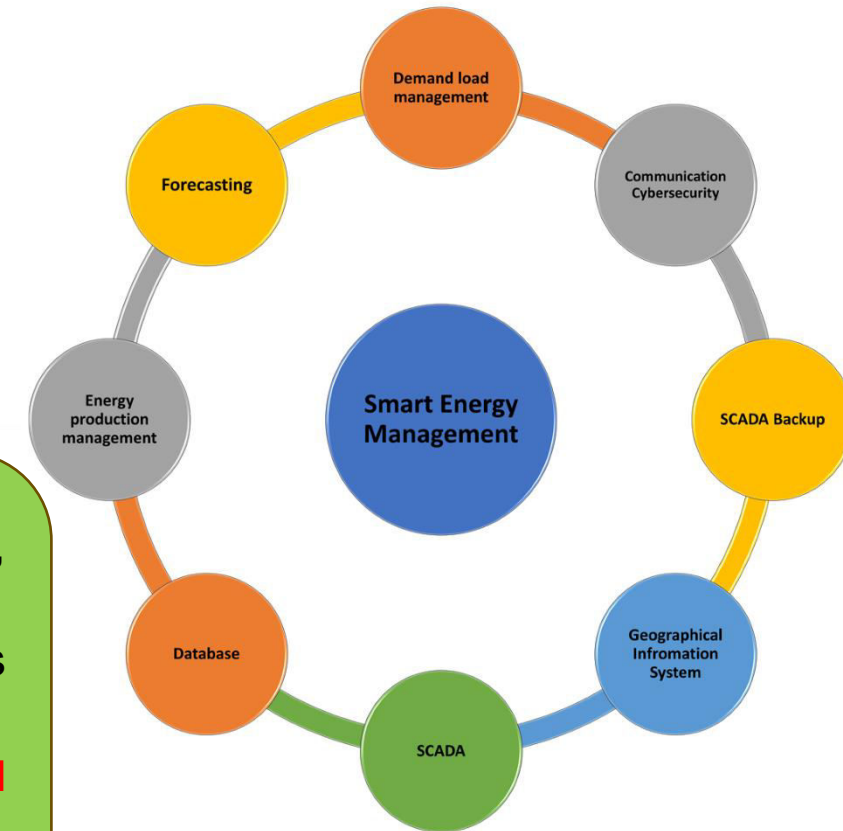 Demand load
management
Communication
Cybersecurity
SCADA Backup
Geographical
Infromation
System
SCADA
Database
Energy
production
management
Forecasting
Smart Energy
Management